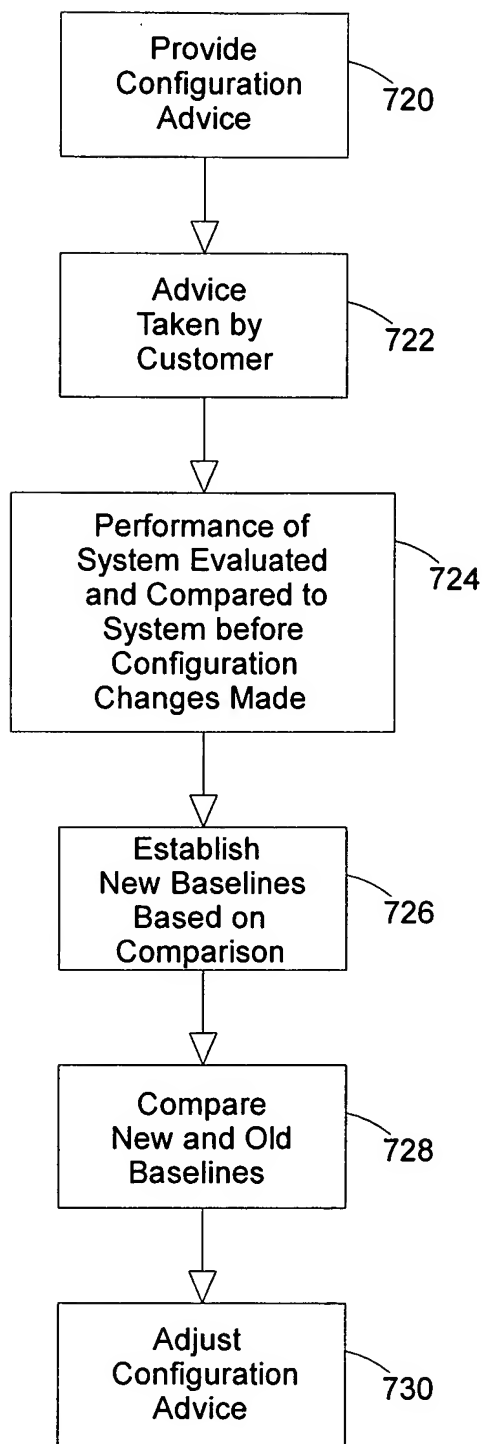 Provide
Configuration
Advice
720
Advice
Taken by
Customer
722
Performance of
System Evaluated
and Compared to
System before
Configuration
Changes Made
724
Establish
New Baselines
Based on
Comparison
726
Compare
New and Old
Baselines
728
Adjust
Configuration
Advice
730